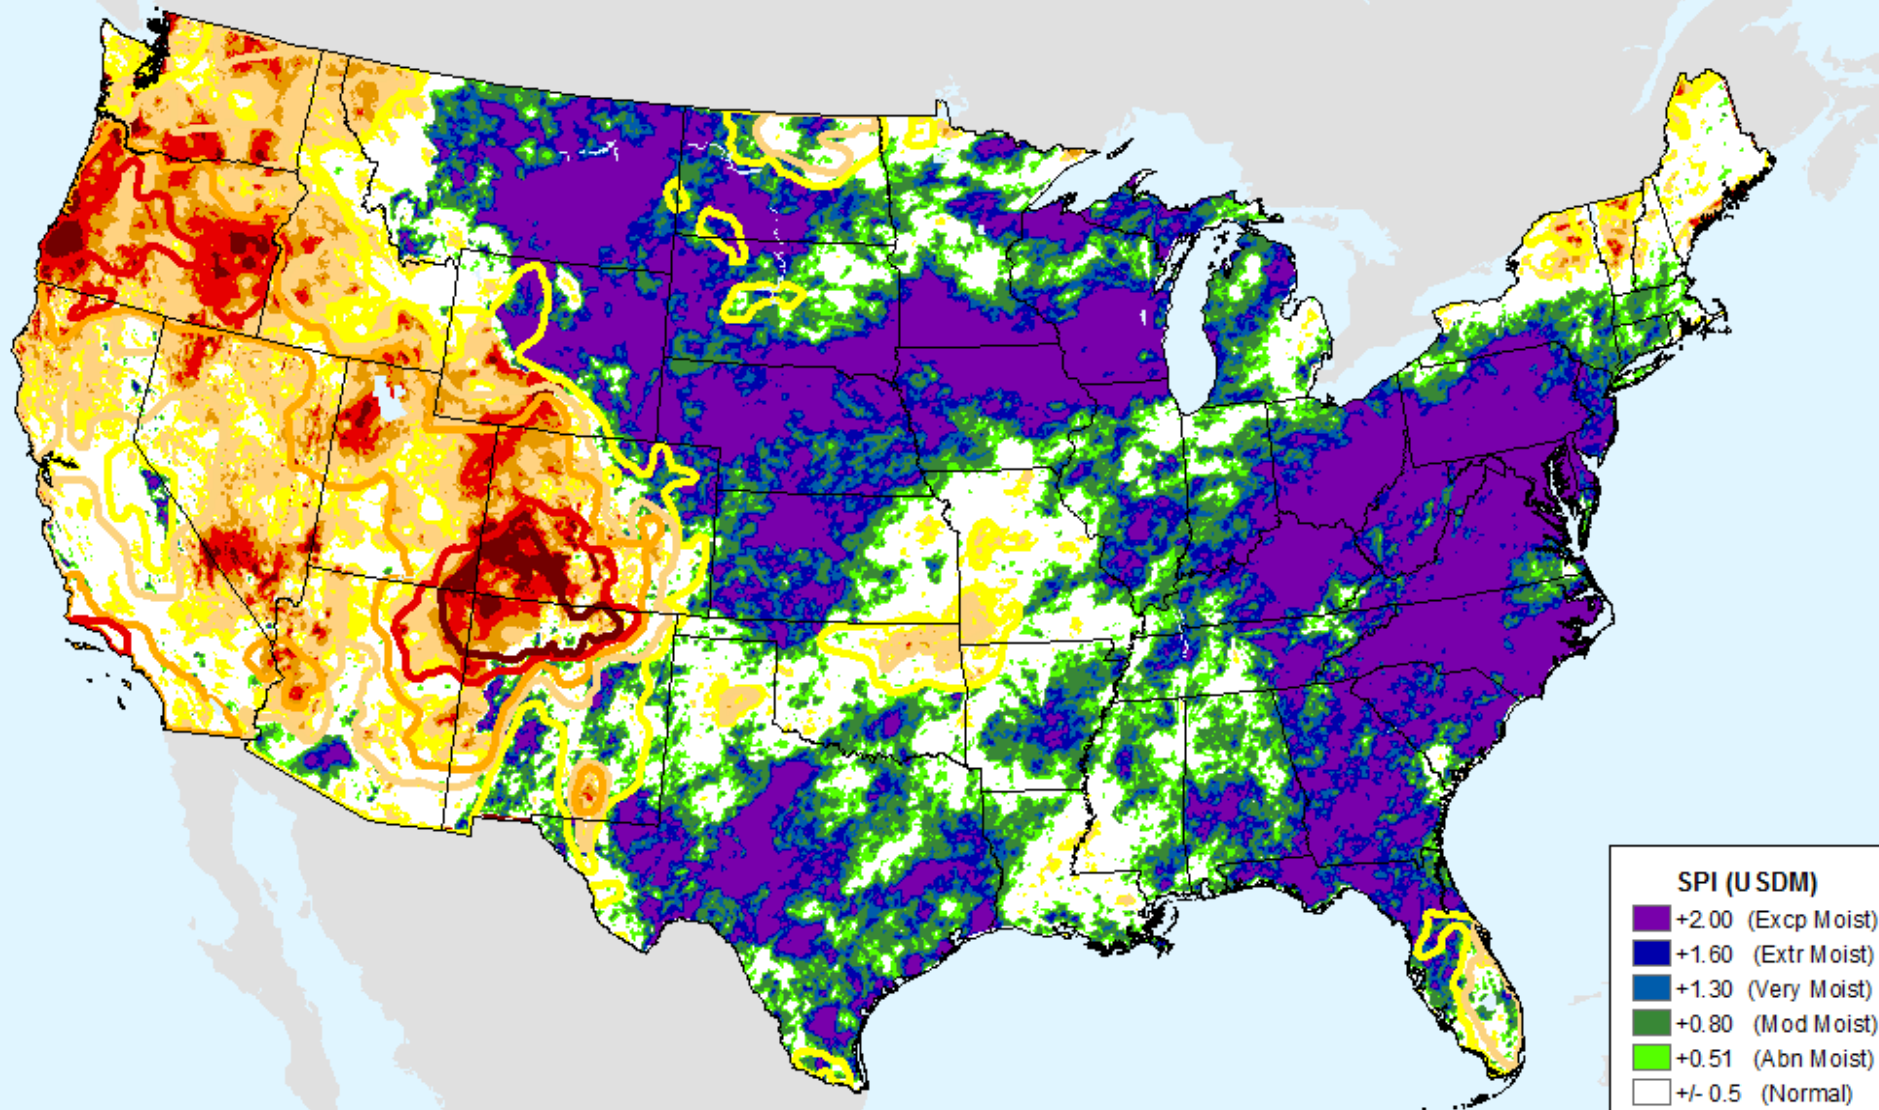 SPI (USDM)
+2.00 (Excp Moist)
+1.60 (Extr Moist)
+1.30 (Very Moist)
+0.80 (Mod Moist)
+0.51 (Abn Moist)
+/- 0.5 (Normal)